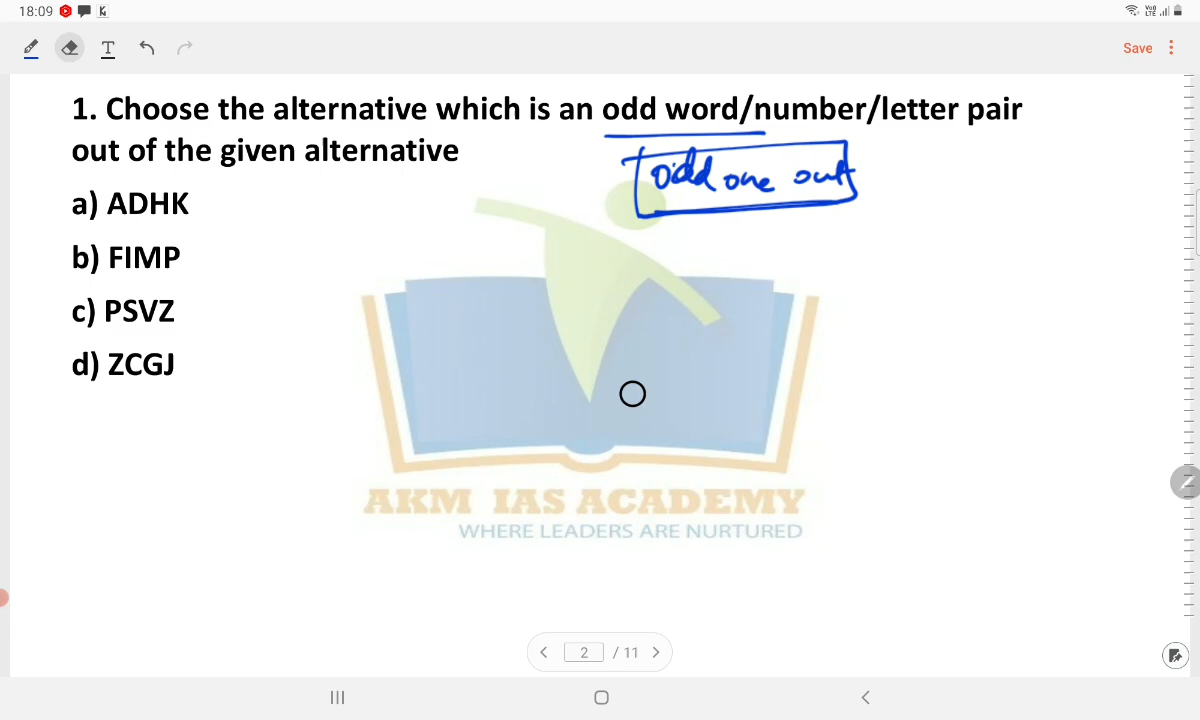 18:09
Save
1. Choose the alternative which is an odd word/number/letter pair
out of the given alternative
odd one out
a) ADHK
b) FIMP
c) PSVZ
d) ZCGJ
AKM IAS ACADEMY
WHERE LEADERS ARE NURTURED
2 / 11